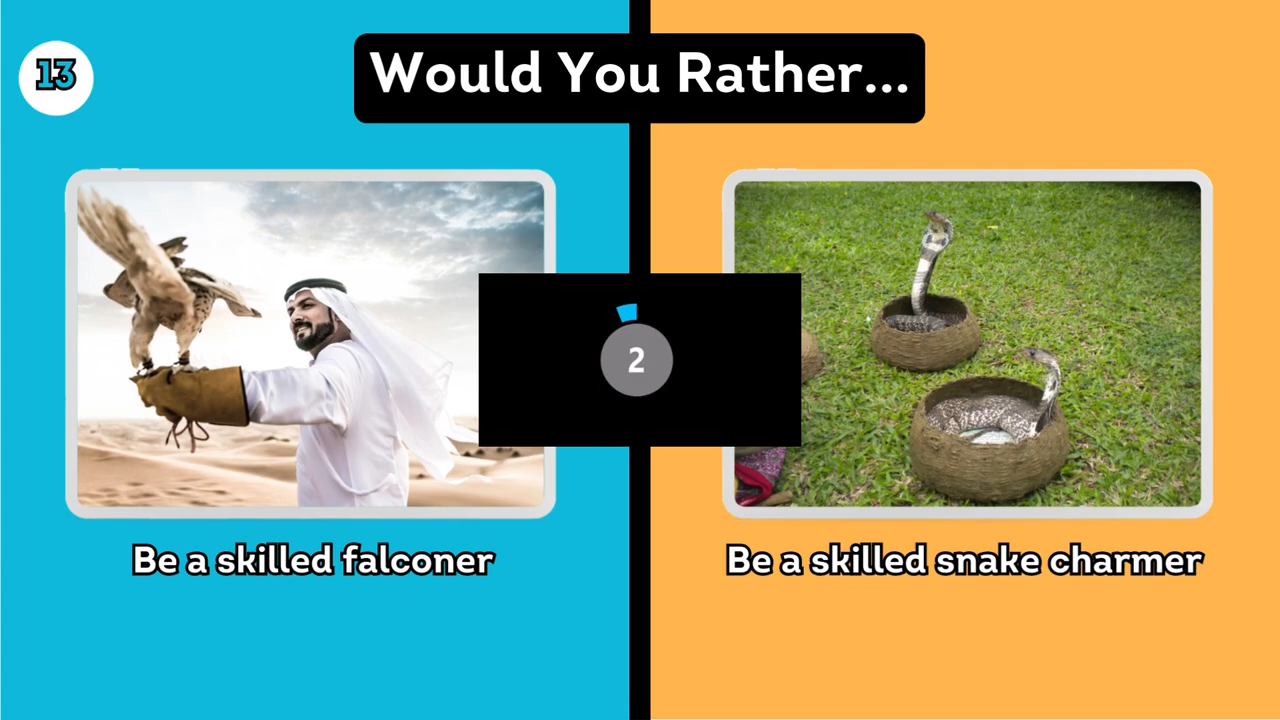 13
Would You Rather...
2
Be a skilled falconer
Be a skilled snake charmer